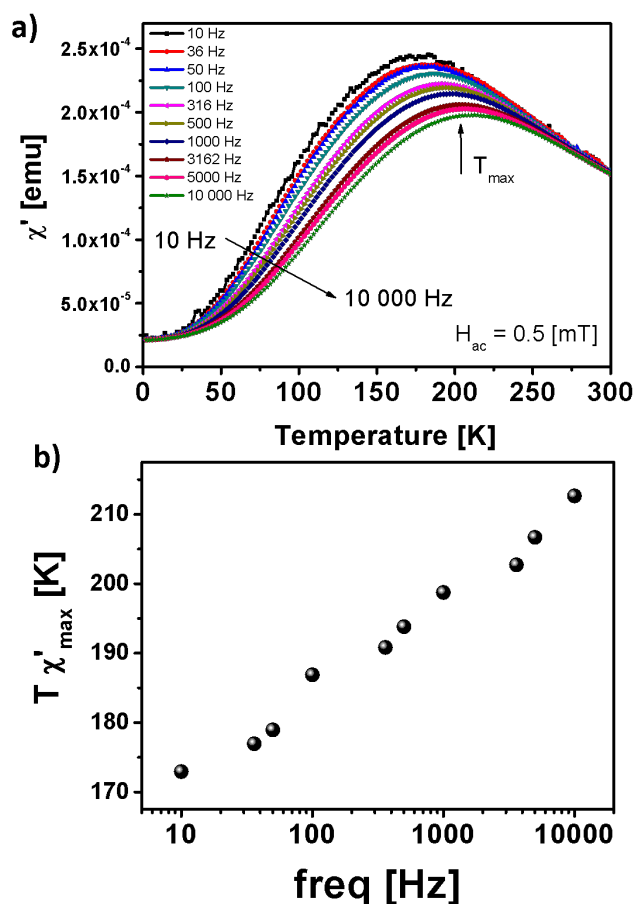 a)
10 Hz
36 Hz
50 Hz
100 Hz
316 Hz
500 Hz
1000 Hz
3162 Hz
5000 Hz
10 000 Hz
2.5x10⁻⁴
2.0x10⁻⁴
1.5x10⁻⁴
1.0x10⁻⁴
5.0x10⁻⁵
0.0
χ' [emu]
T_max
10 Hz
10 000 Hz
H_ac = 0.5 [mT]
0 50 100 150 200 250 300
Temperature [K]
b)
210
200
190
180
170
T χ'_max [K]
10 100 1000 10000
freq [Hz]